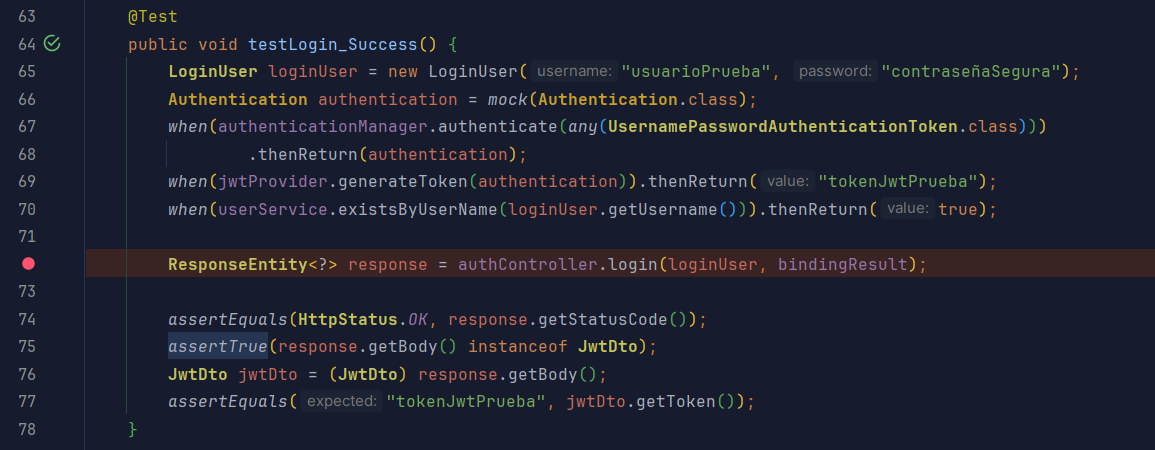 63 @Test
64 public void testLogin_Success() {
65 LoginUser loginUser = new LoginUser( username: "usuarioPrueba", password: "contraseñaSegura");
66 Authentication authentication = mock(Authentication.class);
67 when(authenticationManager.authenticate(any(UsernamePasswordAuthenticationToken.class)))
68 .thenReturn(authentication);
69 when(jwtProvider.generateToken(authentication)).thenReturn( value: "tokenJwtPrueba");
70 when(userService.existsByUserName(loginUser.getUsername())).thenReturn( value: true);
71
ResponseEntity<?> response = authController.login(loginUser, bindingResult);
73
74 assertEquals(HttpStatus.OK, response.getStatusCode());
75 assertTrue(response.getBody() instanceof JwtDto);
76 JwtDto jwtDto = (JwtDto) response.getBody();
77 assertEquals( expected: "tokenJwtPrueba", jwtDto.getToken());
78 }